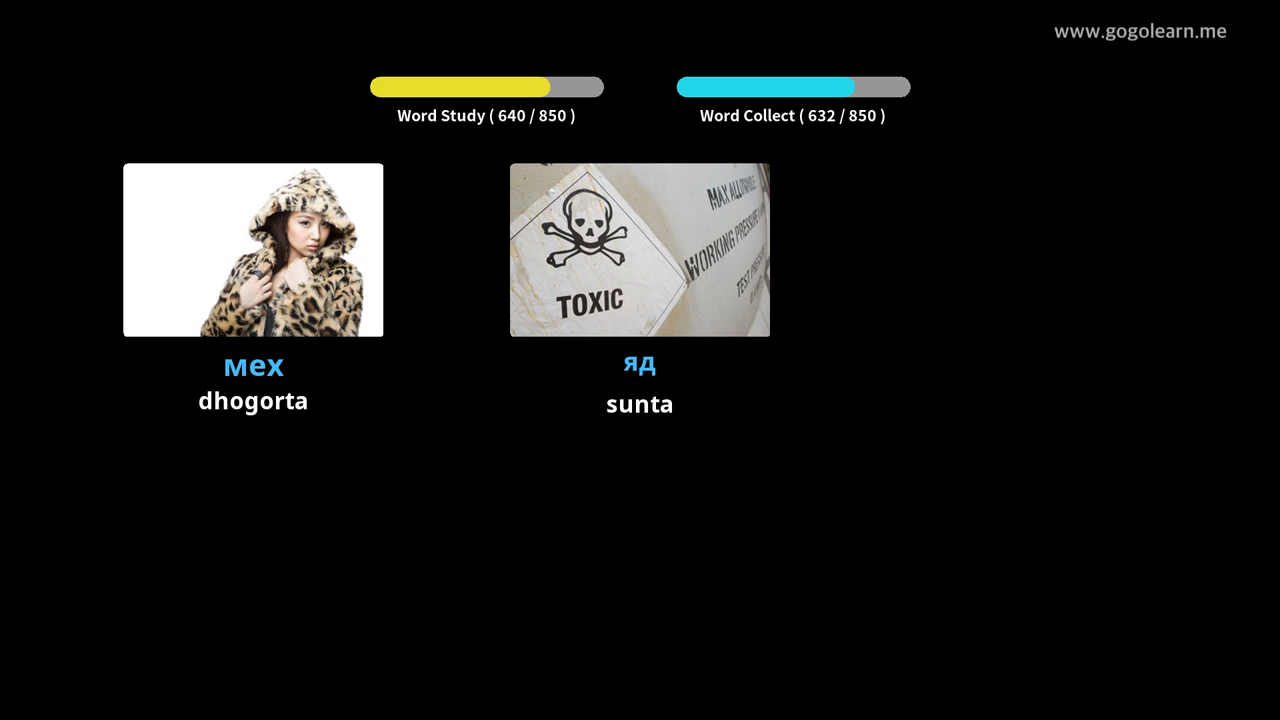 www.gogolearn.me
Word Study ( 640 / 850 )
Word Collect ( 632 / 850 )
TOXIC
MAX ALLOWABLE
WORKING PRESSURE
TEST
мех
яд
dhogorta
sunta